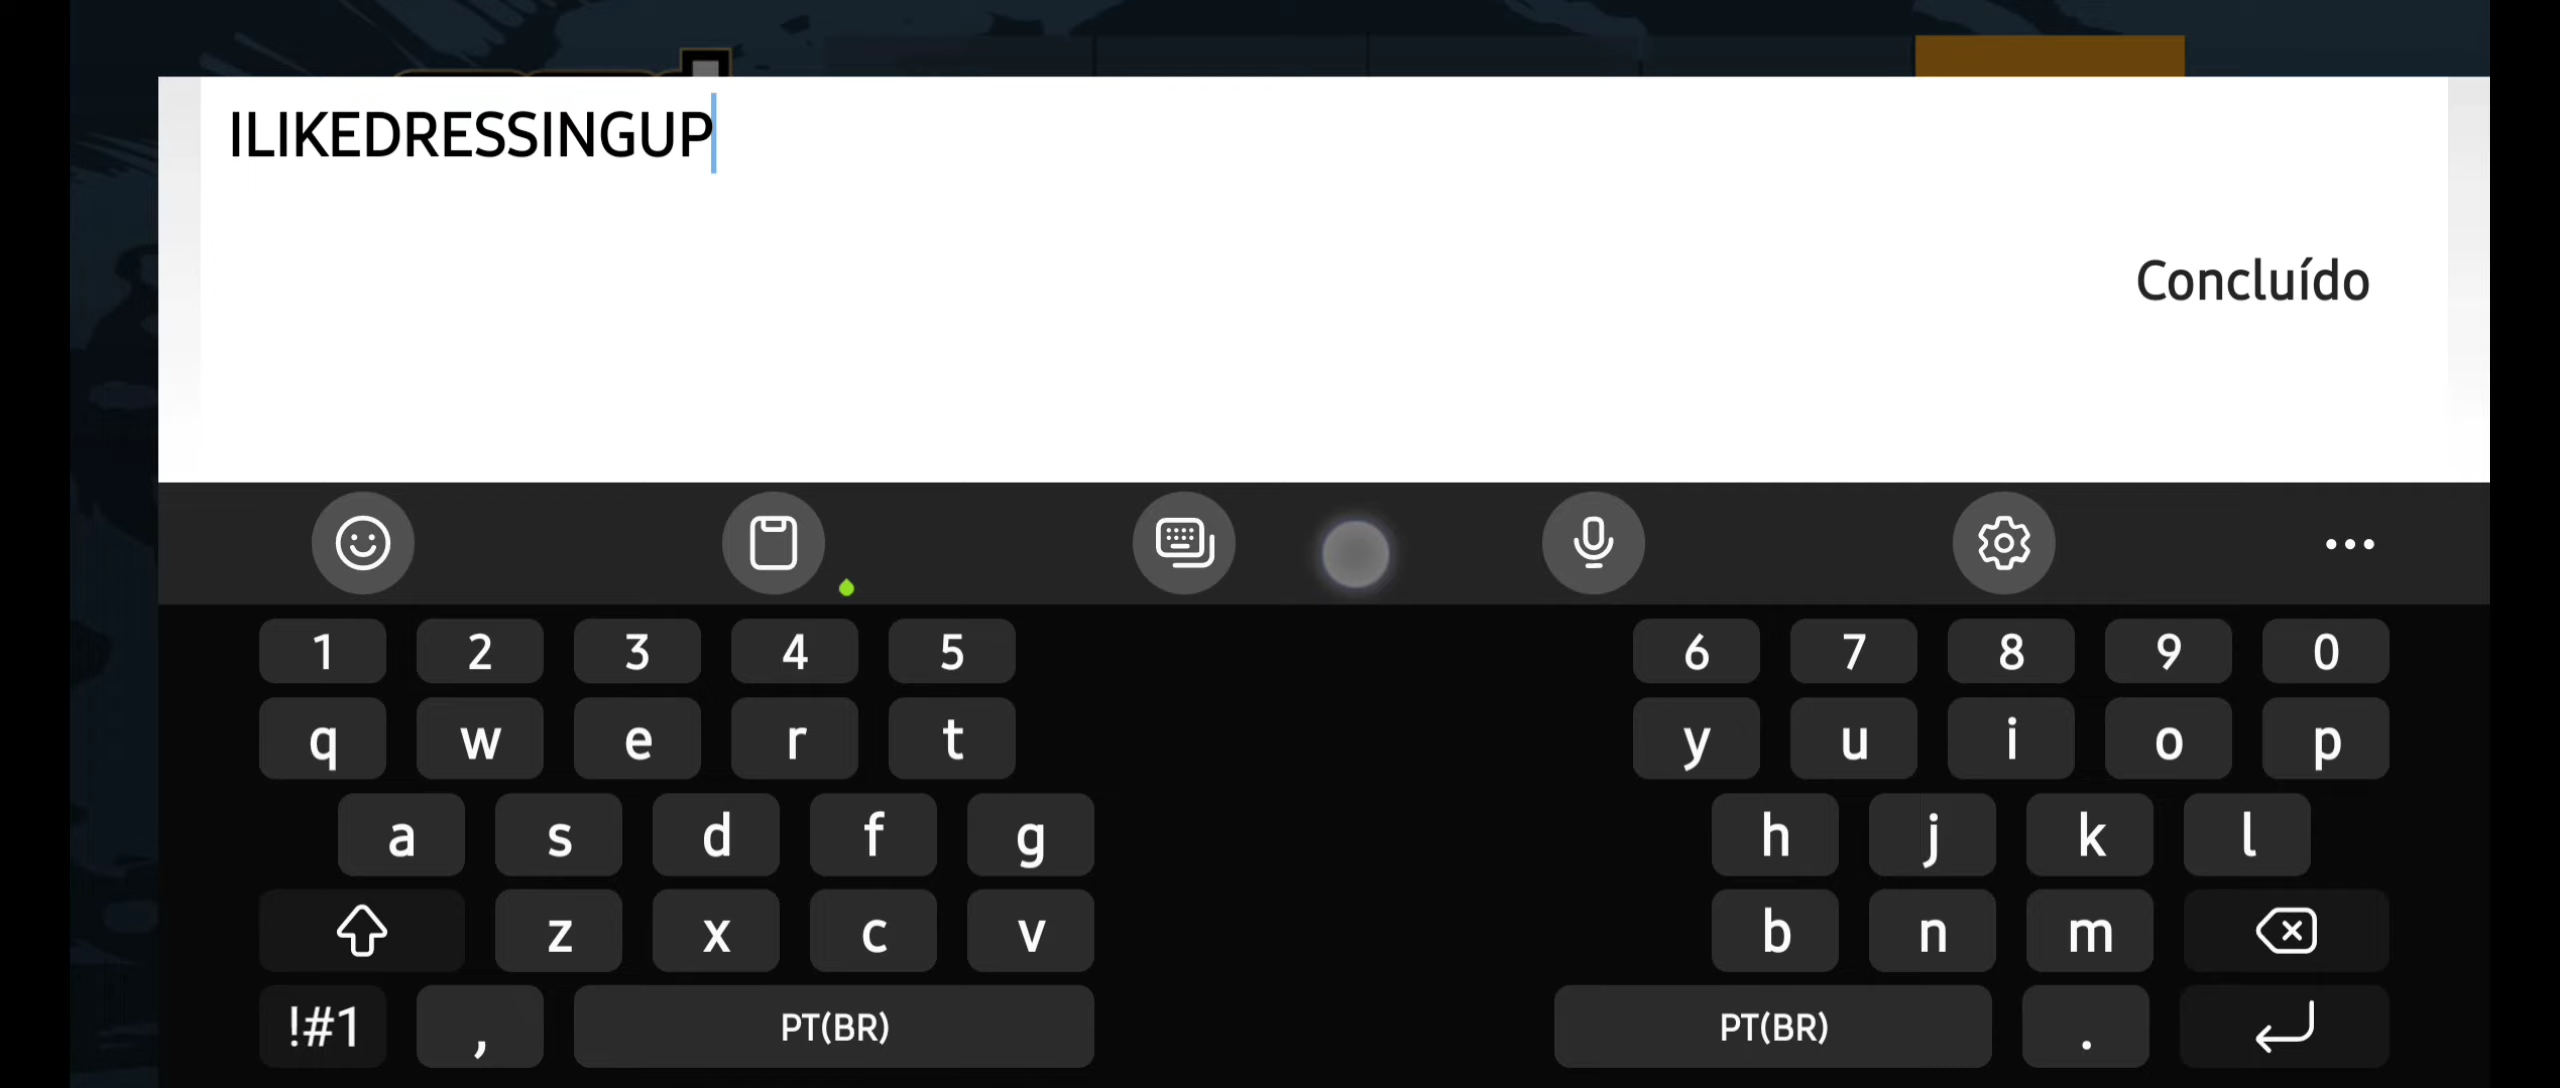 ILIKEDRESSINGUP
Concluído
1 2 3 4 5 6 7 8 9 0
q w e r t y u i o p
a s d f g h j k l
z x c v b n m
!#1 , PT(BR) PT(BR) .